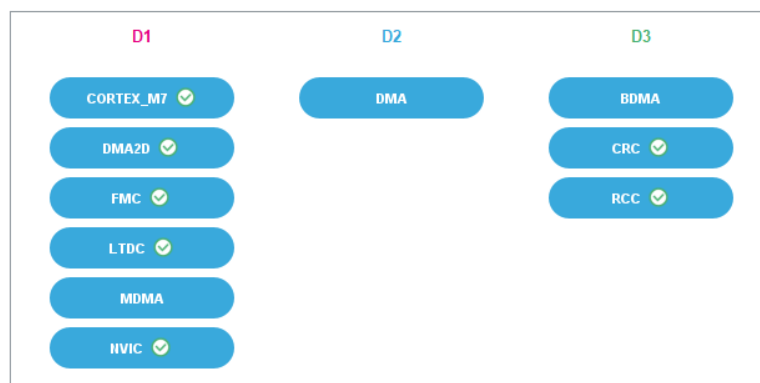 D1 D2 D3
CORTEX_M7 DMA BDMA
DMA2D CRC
FMC RCC
LTDC
MDMA
NVIC